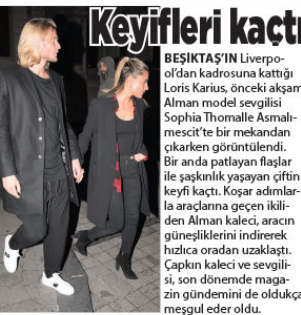 Keyifleri kaçtı
BEŞİKTAŞ'IN Liverpo-
ol'dan kadrosuna kattığı
Loris Karius, önceki akşam
Alman model sevgilisi
Sophia Thomalle Asmalı-
mescit'te bir mekandan
çıkarken görüntülendi.
Bir anda patlayan flaşlar
ile şaşkınlık yaşayan çiftin
keyfi kaçtı. Koşar adımlar-
la araçlarına geçen ikili-
den Alman kaleci, aracın
güneşliklerini indirerek
hızlıca oradan uzaklaştı.
Çapkın kaleci ve sevgili-
si, son dönemde maga-
zin gündemini de oldukça
meşgul eder oldu.